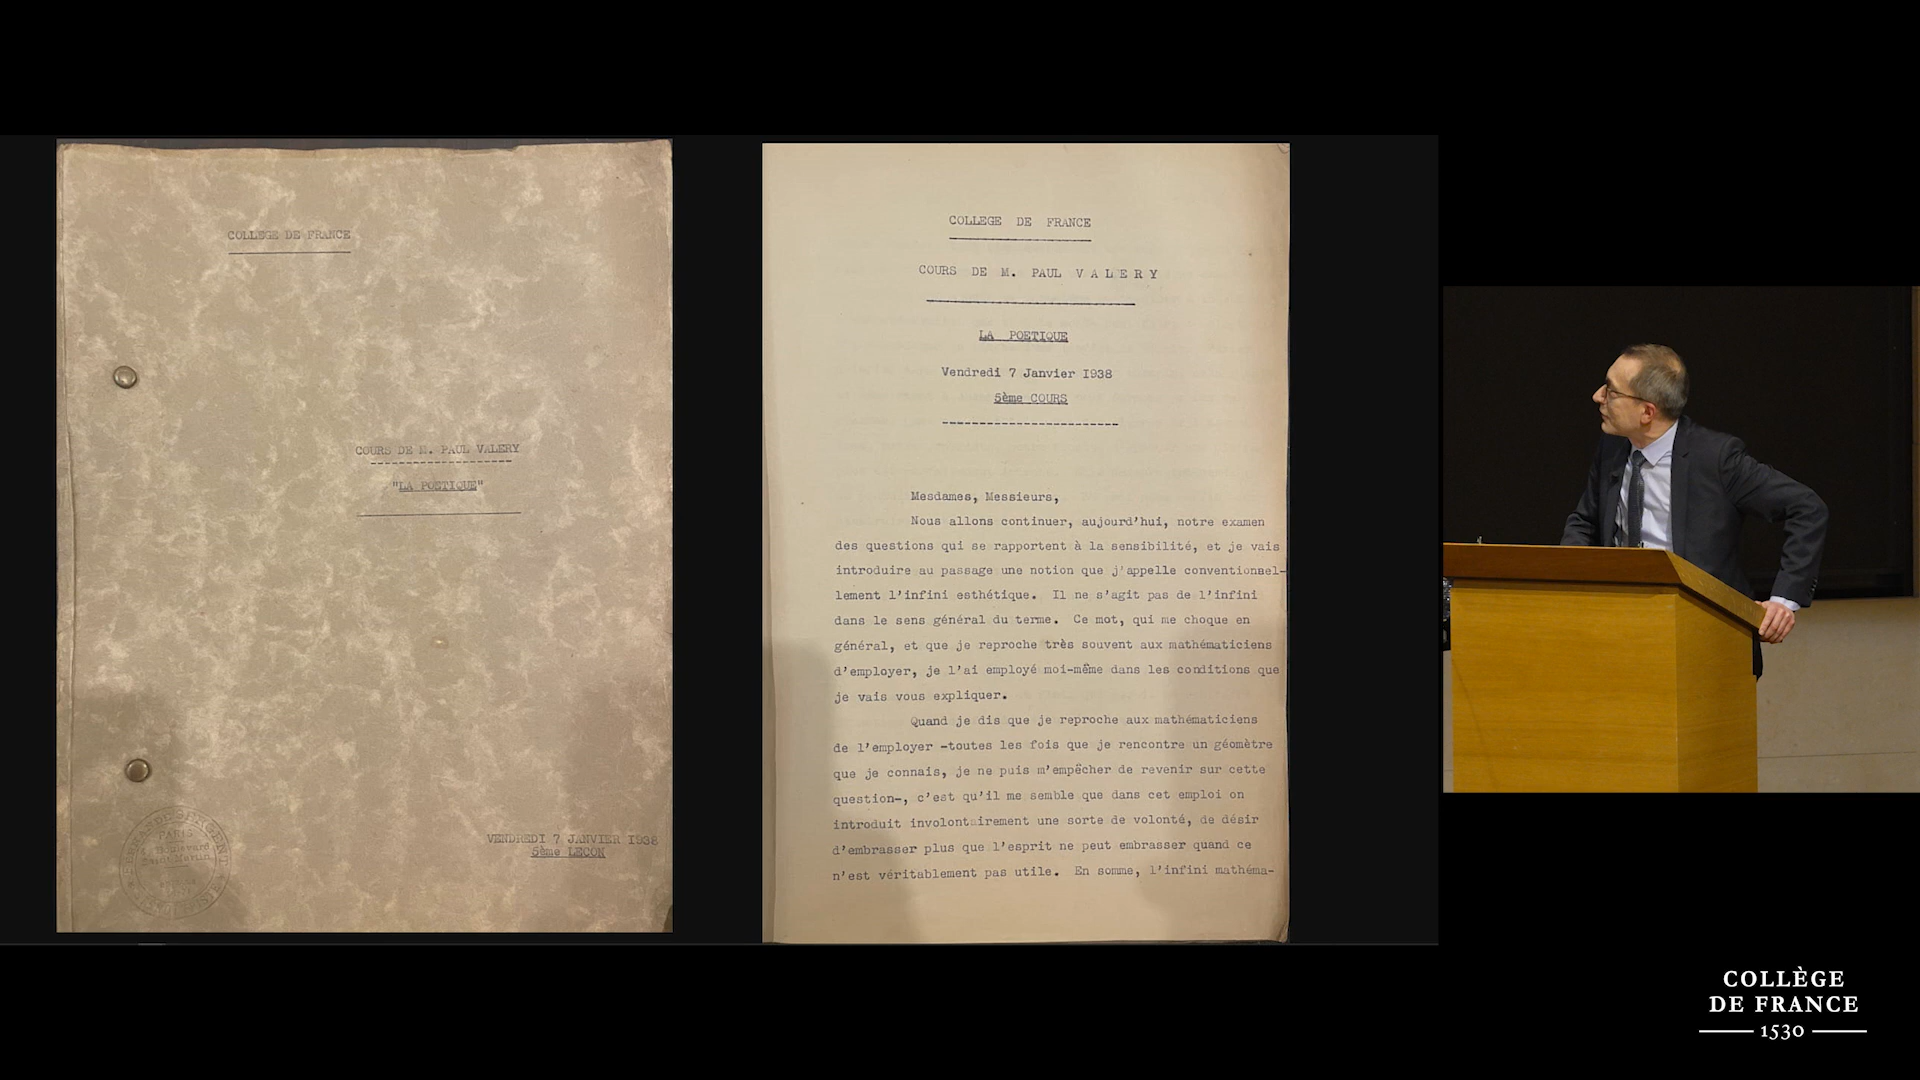 COLLEGE DE FRANCE
COURS DE M. PAUL VALERY
"LA POETIQUE"
VENDREDI 7 JANVIER 1938
5ème LECON
PARIS
Boulevard
Saint Martin
COLLEGE DE FRANCE
COURS DE M. PAUL VALERY
LA POETIQUE
Vendredi 7 Janvier I938
5ème COURS
Mesdames, Messieurs,
Nous allons continuer, aujourd'hui, notre examen
des questions qui se rapportent à la sensibilité, et je vais
introduire au passage une notion que j'appelle conventionnel-
lement l'infini esthétique. Il ne s'agit pas de l'infini
dans le sens général du terme. Ce mot, qui me choque en
général, et que je reproche très souvent aux mathématiciens
d'employer, je l'ai employé moi-même dans les conditions que
je vais vous expliquer.
Quand je dis que je reproche aux mathématiciens
de l'employer -toutes les fois que je rencontre un géomètre
que je connais, je ne puis m'empêcher de revenir sur cette
question-, c'est qu'il me semble que dans cet emploi on
introduit involontairement une sorte de volonté, de désir
d'embrasser plus que l'esprit ne peut embrasser quand ce
n'est véritablement pas utile. En somme, l'infini mathéma-
COLLÈGE
DE FRANCE
1530